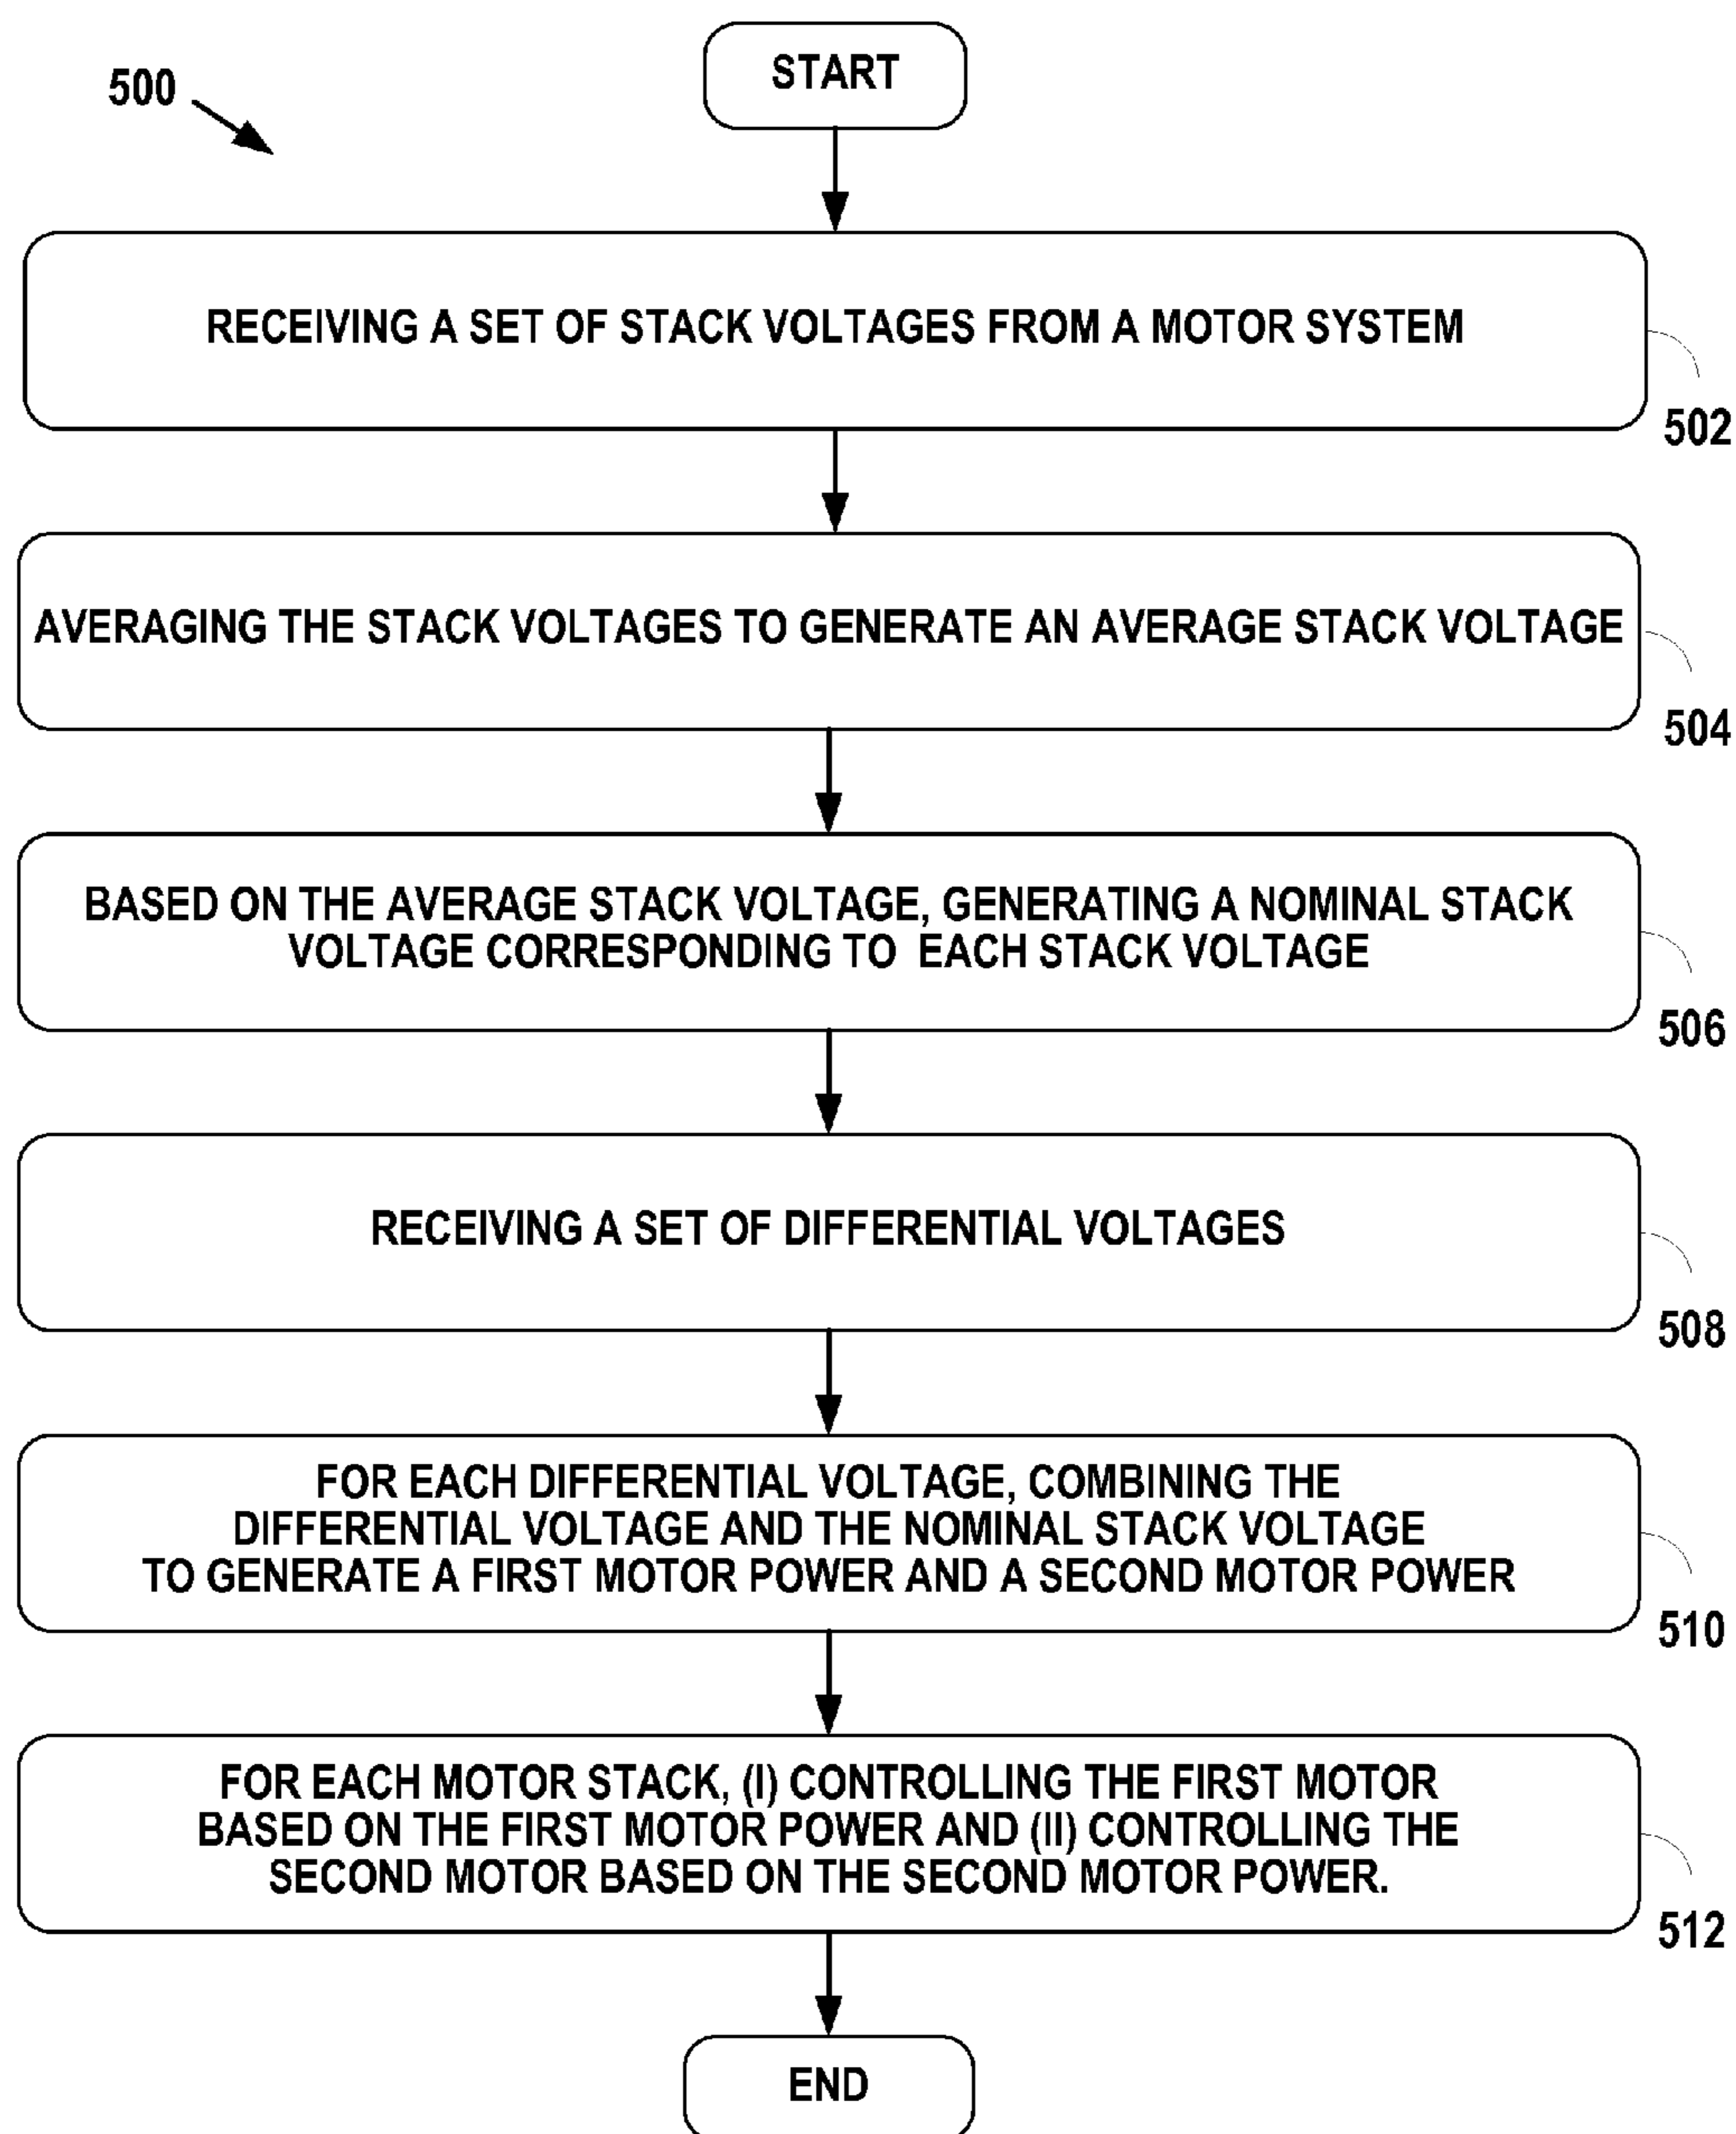 START
500
RECEIVING A SET OF STACK VOLTAGES FROM A MOTOR SYSTEM
502
AVERAGING THE STACK VOLTAGES TO GENERATE AN AVERAGE STACK VOLTAGE
504
BASED ON THE AVERAGE STACK VOLTAGE, GENERATING A NOMINAL STACK
VOLTAGE CORRESPONDING TO EACH STACK VOLTAGE
506
RECEIVING A SET OF DIFFERENTIAL VOLTAGES
508
FOR EACH DIFFERENTIAL VOLTAGE, COMBINING THE
DIFFERENTIAL VOLTAGE AND THE NOMINAL STACK VOLTAGE
TO GENERATE A FIRST MOTOR POWER AND A SECOND MOTOR POWER
510
FOR EACH MOTOR STACK, (I) CONTROLLING THE FIRST MOTOR
BASED ON THE FIRST MOTOR POWER AND (II) CONTROLLING THE
SECOND MOTOR BASED ON THE SECOND MOTOR POWER.
512
END